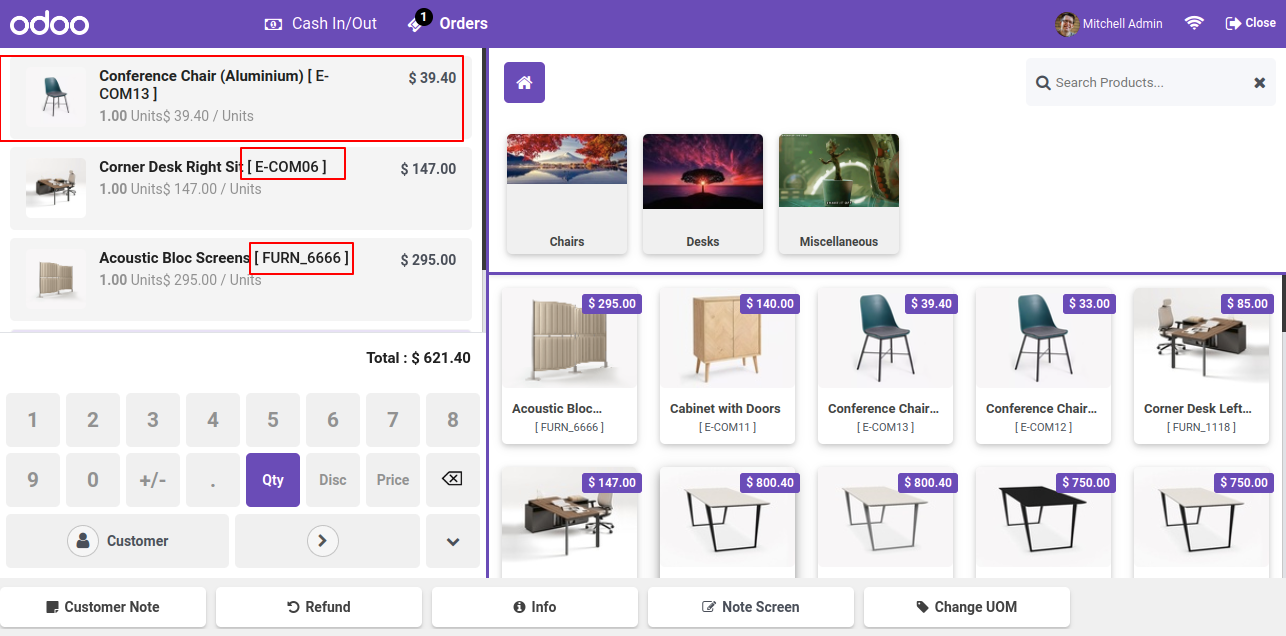 odoo
Cash In/Out
1
Orders
Mitchell Admin
Close
Conference Chair (Aluminium) [ E-
COM13 ]
$ 39.40
1.00 Units$ 39.40 / Units
Corner Desk Right Sit [ E-COM06 ]
$ 147.00
1.00 Units$ 147.00 / Units
Acoustic Bloc Screens [ FURN_6666 ]
$ 295.00
1.00 Units$ 295.00 / Units
Total : $ 621.40
1 2 3 4 5 6 7 8
9 0 +/- . Qty Disc Price
Customer
Search Products...
Chairs
Desks
Miscellaneous
$ 295.00
Acoustic Bloc...
[ FURN_6666 ]
$ 140.00
Cabinet with Doors
[ E-COM11 ]
$ 39.40
Conference Chair...
[ E-COM13 ]
$ 33.00
Conference Chair...
[ E-COM12 ]
$ 85.00
Corner Desk Left...
[ FURN_1118 ]
$ 147.00
$ 800.40
$ 800.40
$ 750.00
$ 750.00
Customer Note
Refund
Info
Note Screen
Change UOM